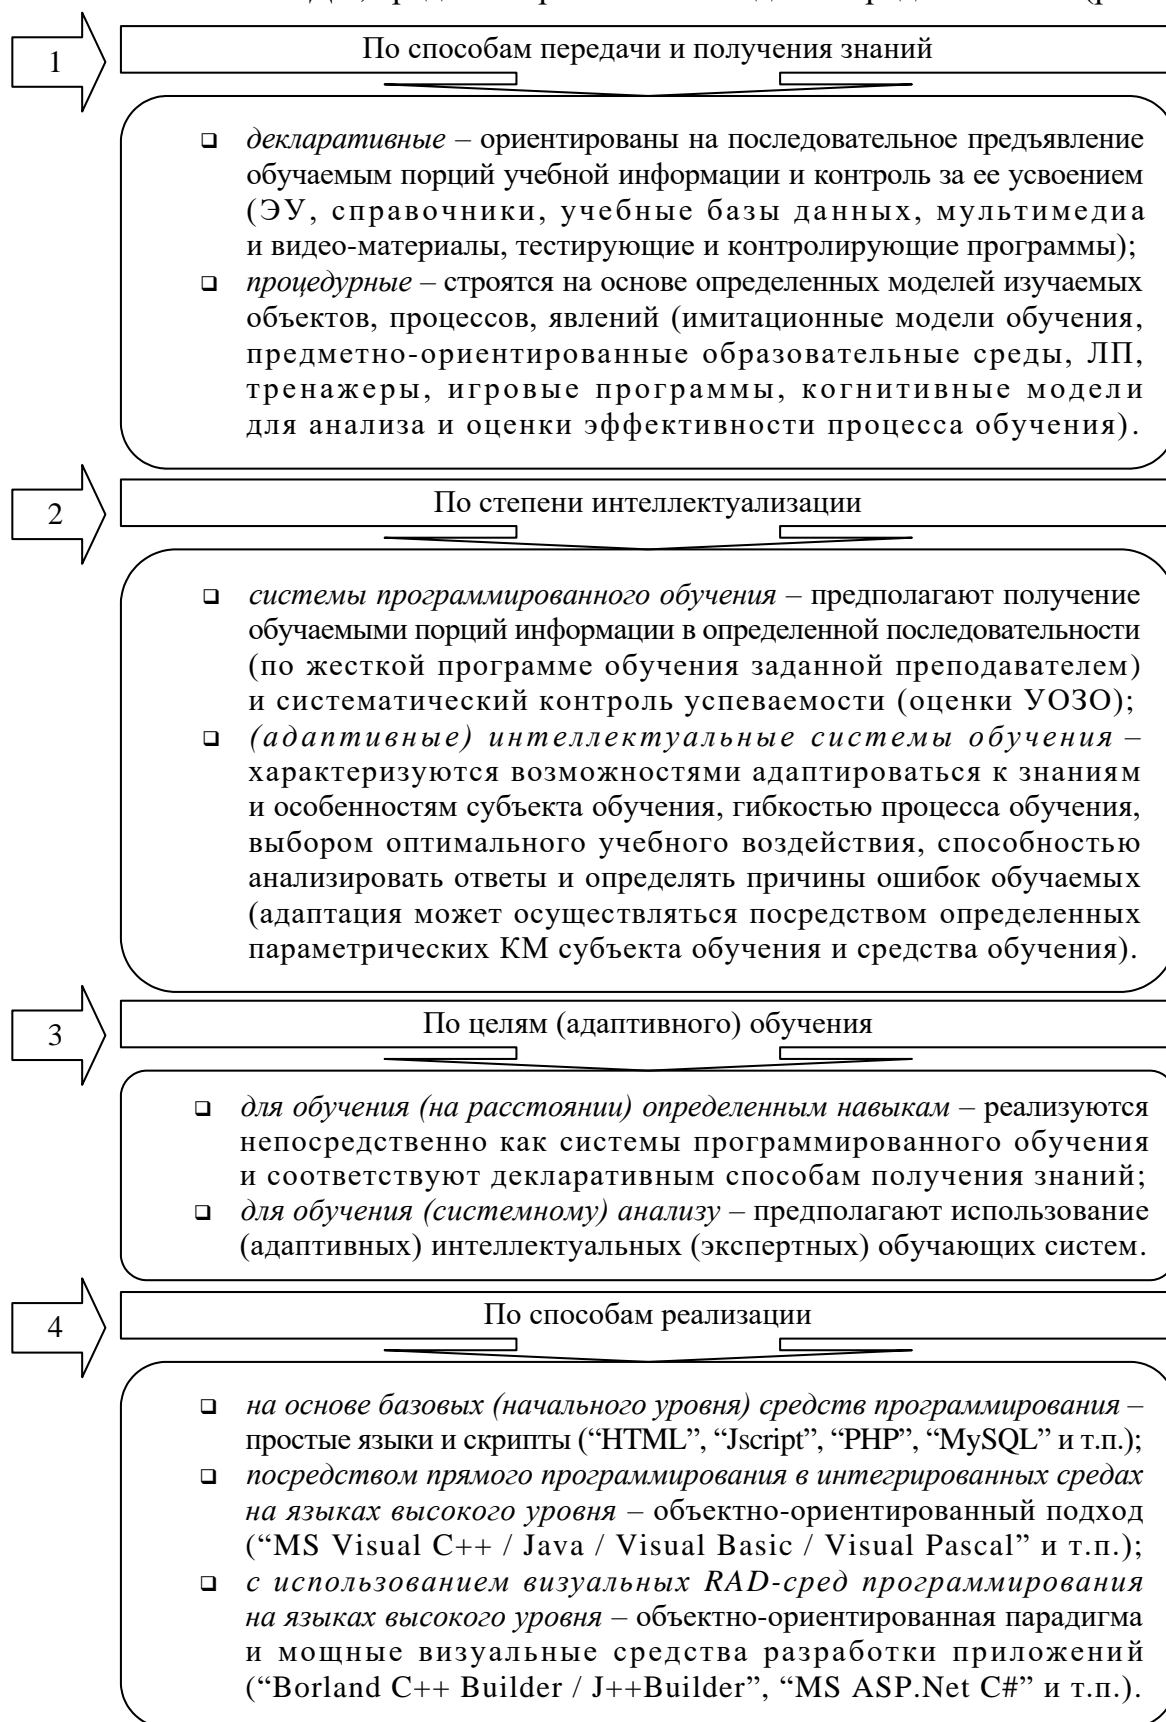 1
По способам передачи и получения знаний
❑ декларативные – ориентированы на последовательное предъявление
обучаемым порций учебной информации и контроль за ее усвоением
(ЭУ, справочники, учебные базы данных, мультимедиа
и видео-материалы, тестирующие и контролирующие программы);
❑ процедурные – строятся на основе определенных моделей изучаемых
объектов, процессов, явлений (имитационные модели обучения,
предметно-ориентированные образовательные среды, ЛП,
тренажеры, игровые программы, когнитивные модели
для анализа и оценки эффективности процесса обучения).
2
По степени интеллектуализации
❑ системы программированного обучения – предполагают получение
обучаемыми порций информации в определенной последовательности
(по жесткой программе обучения заданной преподавателем)
и систематический контроль успеваемости (оценки УОЗО);
❑ (адаптивные) интеллектуальные системы обучения –
характеризуются возможностями адаптироваться к знаниям
и особенностям субъекта обучения, гибкостью процесса обучения,
выбором оптимального учебного воздействия, способностью
анализировать ответы и определять причины ошибок обучаемых
(адаптация может осуществляться посредством определенных
параметрических КМ субъекта обучения и средства обучения).
3
По целям (адаптивного) обучения
❑ для обучения (на расстоянии) определенным навыкам – реализуются
непосредственно как системы программированного обучения
и соответствуют декларативным способам получения знаний;
❑ для обучения (системному) анализу – предполагают использование
(адаптивных) интеллектуальных (экспертных) обучающих систем.
4
По способам реализации
❑ на основе базовых (начального уровня) средств программирования –
простые языки и скрипты (“HTML”, “Jscript”, “PHP”, “MySQL” и т.п.);
❑ посредством прямого программирования в интегрированных средах
на языках высокого уровня – объектно-ориентированный подход
(“MS Visual C++ / Java / Visual Basic / Visual Pascal” и т.п.);
❑ с использованием визуальных RAD-сред программирования
на языках высокого уровня – объектно-ориентированная парадигма
и мощные визуальные средства разработки приложений
(“Borland C++ Builder / J++Builder”, “MS ASP.Net C#” и т.п.).